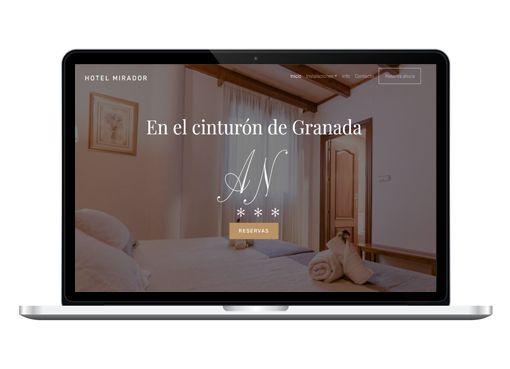 HOTEL MIRADOR
Inicio Instalaciones Info Contacto Reserva ahora
En el cinturón de Granada
AN
* * *
RESERVAS